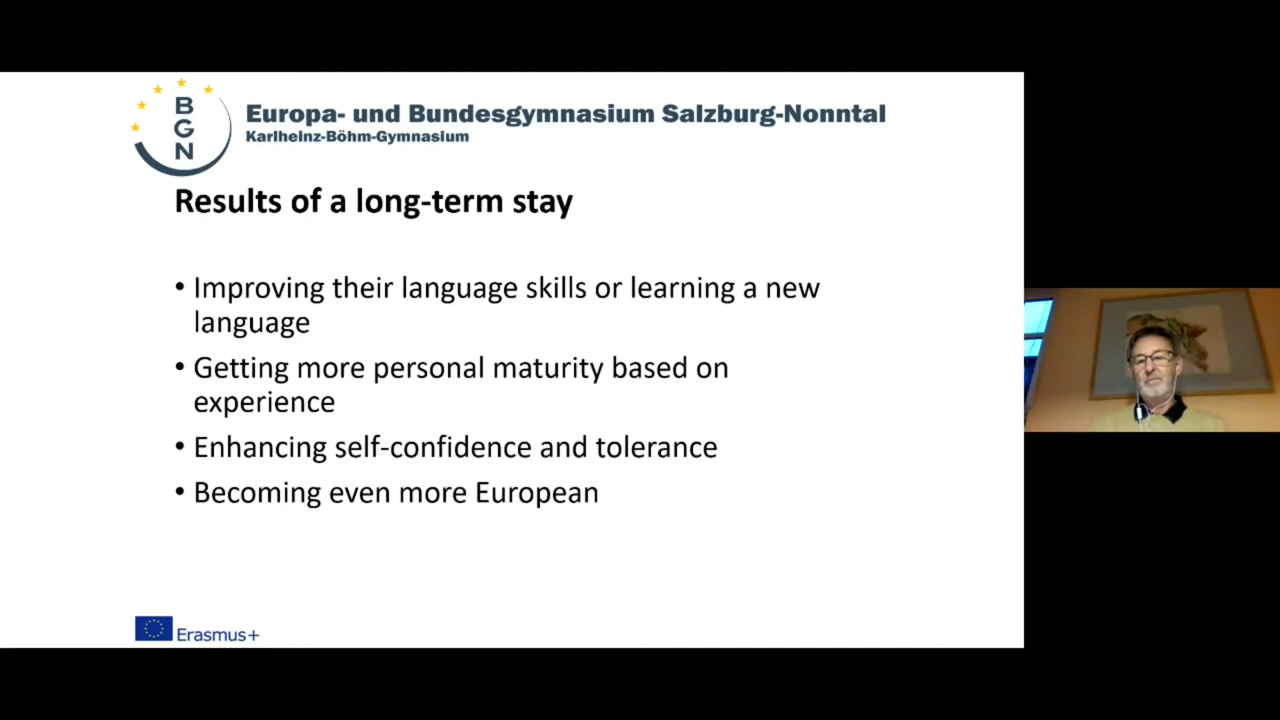 B
G
N
Europa- und Bundesgymnasium Salzburg-Nonntal
Karlheinz-Böhm-Gymnasium
Results of a long-term stay
• Improving their language skills or learning a new
language
• Getting more personal maturity based on
experience
• Enhancing self-confidence and tolerance
• Becoming even more European
Erasmus+